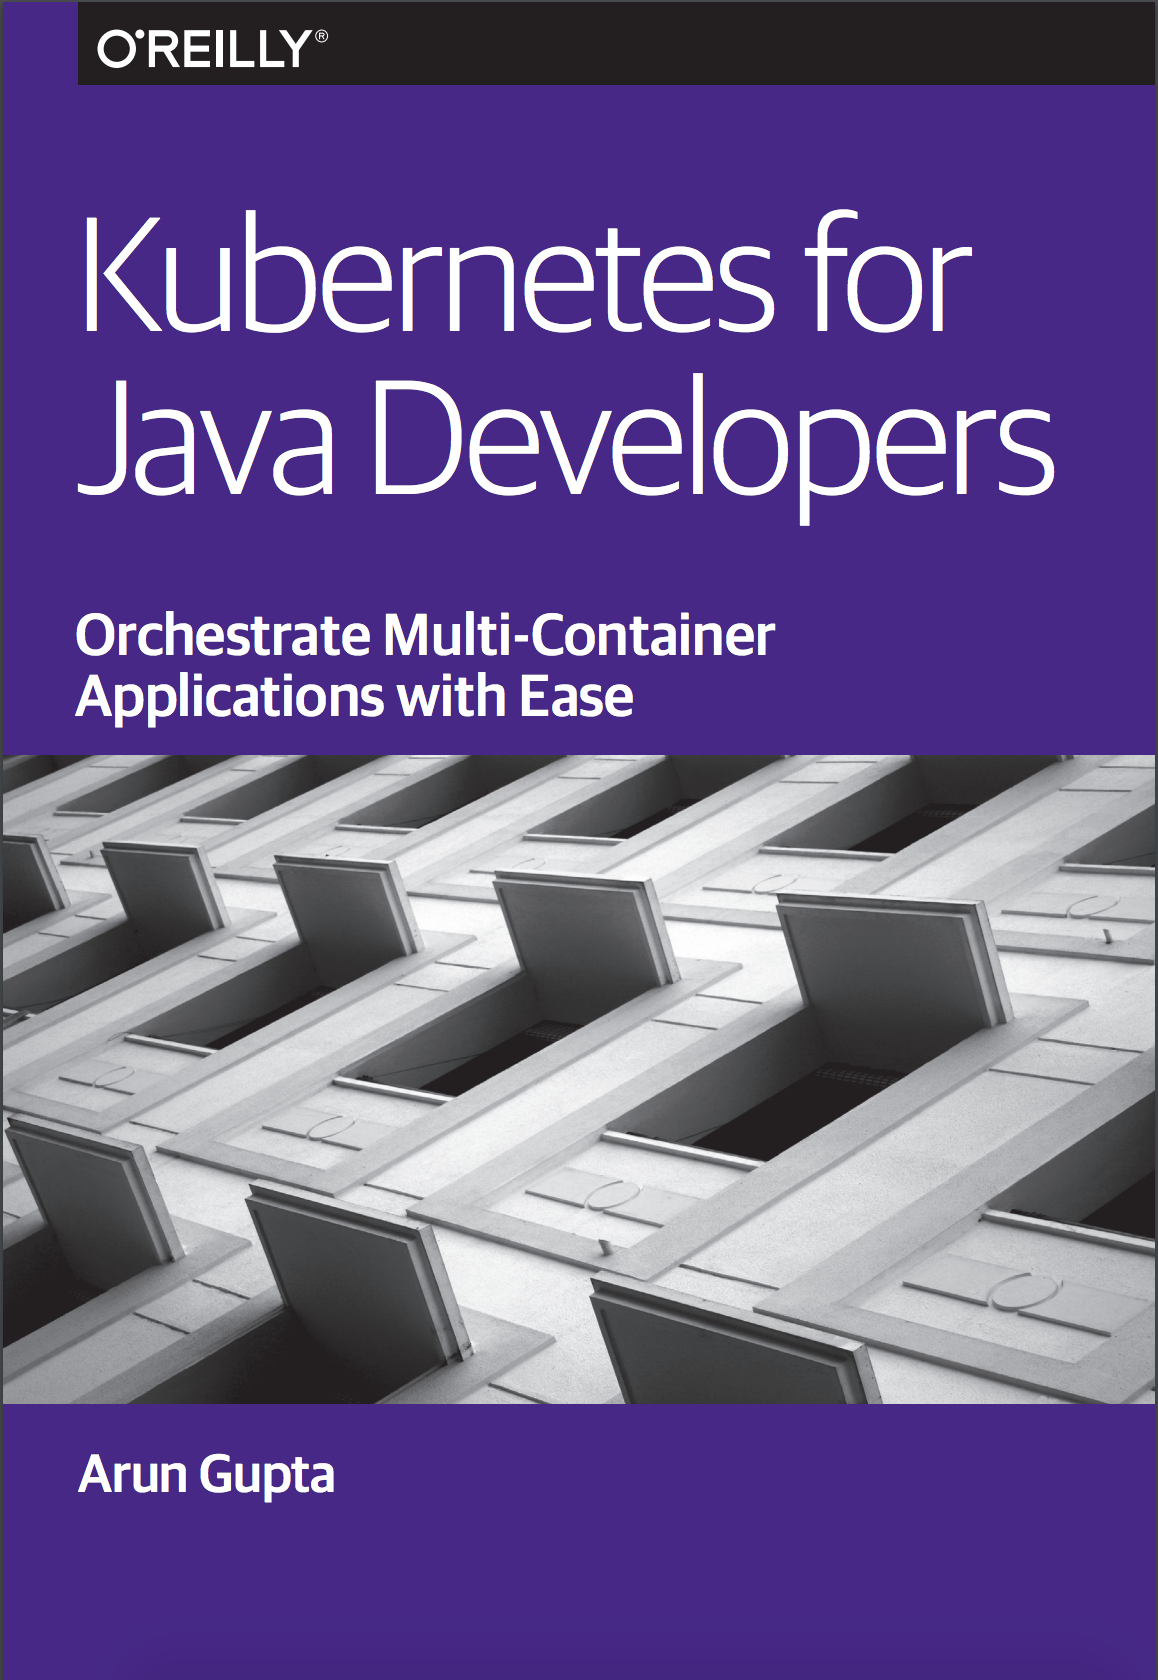 O'REILLY®
Kubernetes for
Java Developers
Orchestrate Multi-Container
Applications with Ease
Arun Gupta